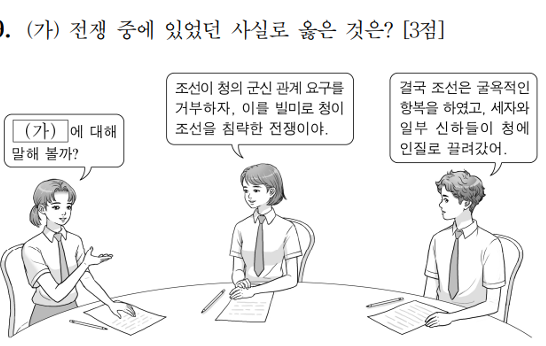 9. (가) 전쟁 중에 있었던 사실로 옳은 것은? [3점]
(가) 에 대해
말해 볼까?
조선이 청의 군신 관계 요구를
거부하자, 이를 빌미로 청이
조선을 침략한 전쟁이야.
결국 조선은 굴욕적인
항복을 하였고, 세자와
일부 신하들이 청에
인질로 끌려갔어.